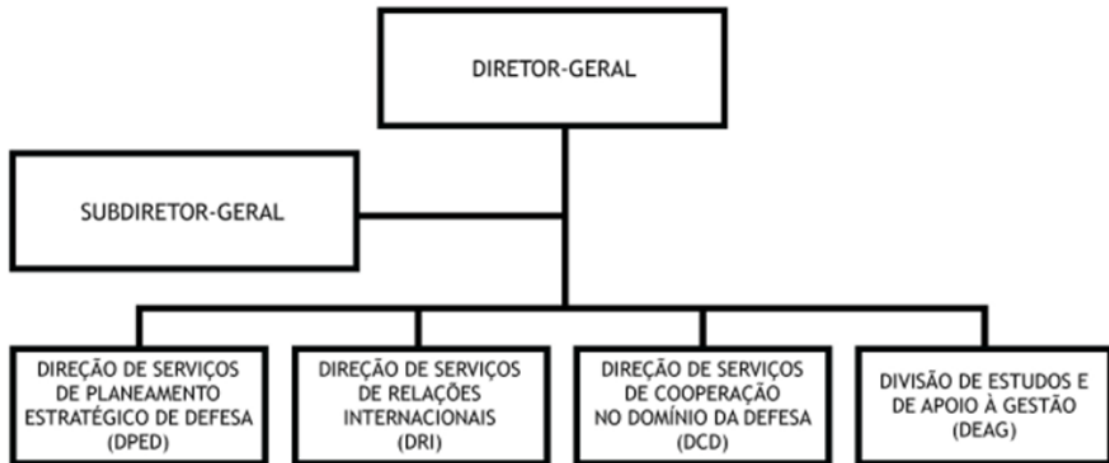 DIRETOR-GERAL
SUBDIRETOR-GERAL
DIREÇÃO DE SERVIÇOS
DE PLANEAMENTO
ESTRATÉGICO DE DEFESA
(DPED)
DIREÇÃO DE SERVIÇOS
DE RELAÇÕES
INTERNACIONAIS
(DRI)
DIREÇÃO DE SERVIÇOS
DE COOPERAÇÃO
NO DOMÍNIO DA DEFESA
(DCD)
DIVISÃO DE ESTUDOS E
DE APOIO À GESTÃO
(DEAG)